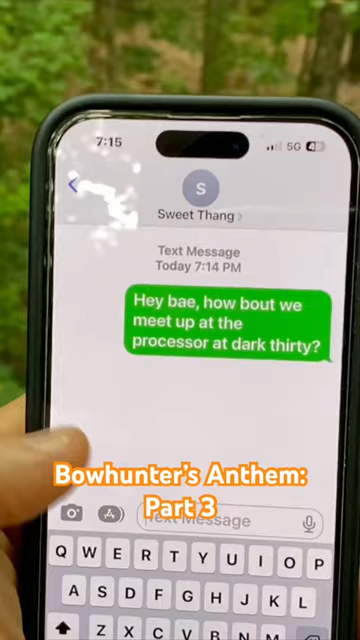 7:15
5G
S
Sweet Thang
Text Message
Today 7:14 PM
Hey bae, how bout we
meet up at the
processor at dark thirty?
Bowhunter's Anthem:
Part 3
Text Message
Q W E R T Y U I O P
A S D F G H J K L
Z X C V B N M